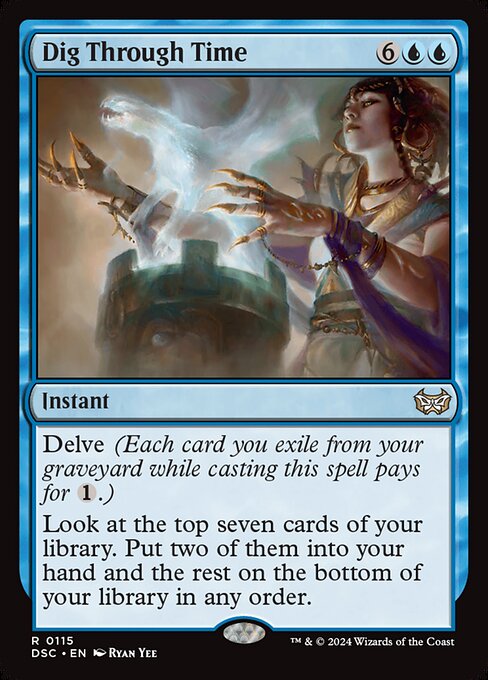 Dig Through Time 6
Instant
Delve (Each card you exile from your
graveyard while casting this spell pays
for 1.)
Look at the top seven cards of your
library. Put two of them into your
hand and the rest on the bottom of
your library in any order.
R 0115
DSC • EN Ryan Yee
™ & © 2024 Wizards of the Coast